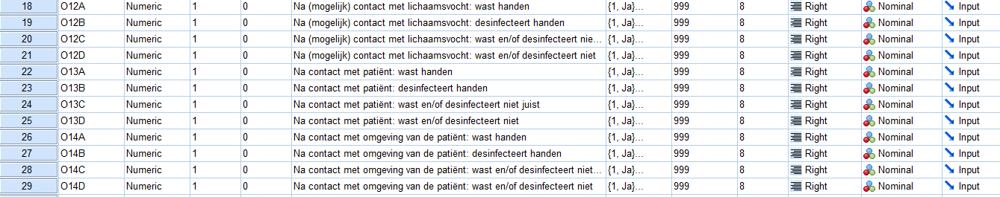 18 O12A Numeric 1 0 Na (mogelijk) contact met lichaamsvocht: wast handen {1, Ja}... 999 8 Right Nominal Input
19 O12B Numeric 1 0 Na (mogelijk) contact met lichaamsvocht: desinfecteert handen {1, Ja}... 999 8 Right Nominal Input
20 O12C Numeric 1 0 Na (mogelijk) contact met lichaamsvocht: wast en/of desinfecteert nie... {1, Ja}... 999 8 Right Nominal Input
21 O12D Numeric 1 0 Na (mogelijk) contact met lichaamsvocht: wast en/of desinfecteert niet {1, Ja}... 999 8 Right Nominal Input
22 O13A Numeric 1 0 Na contact met patiënt: wast handen {1, Ja}... 999 8 Right Nominal Input
23 O13B Numeric 1 0 Na contact met patiënt: desinfecteert handen {1, Ja}... 999 8 Right Nominal Input
24 O13C Numeric 1 0 Na contact met patiënt: wast en/of desinfecteert niet juist {1, Ja}... 999 8 Right Nominal Input
25 O13D Numeric 1 0 Na contact met patiënt: wast en/of desinfecteert niet {1, Ja}... 999 8 Right Nominal Input
26 O14A Numeric 1 0 Na contact met omgeving van de patiënt: wast handen {1, Ja}... 999 8 Right Nominal Input
27 O14B Numeric 1 0 Na contact met omgeving van de patiënt: desinfecteert handen {1, Ja}... 999 8 Right Nominal Input
28 O14C Numeric 1 0 Na contact met omgeving van de patiënt: wast en/of desinfecteert niet... {1, Ja}... 999 8 Right Nominal Input
29 O14D Numeric 1 0 Na contact met omgeving van de patiënt: wast en/of desinfecteert niet {1, Ja}... 999 8 Right Nominal Input